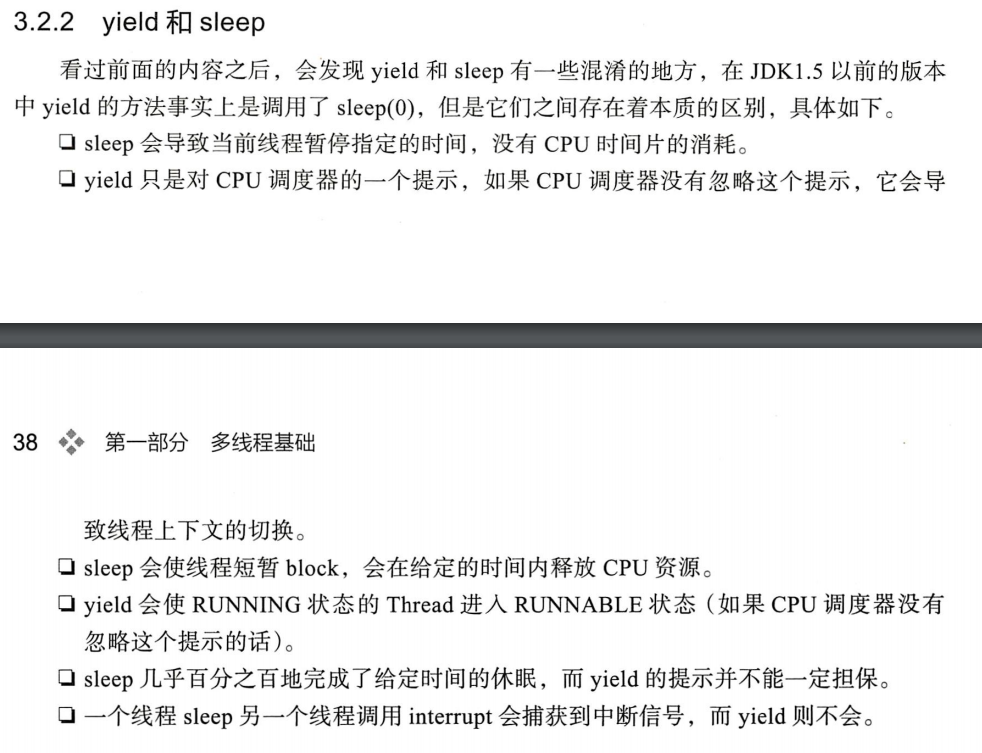 3.2.2 yield 和 sleep
看过前面的内容之后，会发现 yield 和 sleep 有一些混淆的地方，在 JDK1.5 以前的版本
中 yield 的方法事实上是调用了 sleep(0)，但是它们之间存在着本质的区别，具体如下。
❏ sleep 会导致当前线程暂停指定的时间，没有 CPU 时间片的消耗。
❏ yield 只是对 CPU 调度器的一个提示，如果 CPU 调度器没有忽略这个提示，它会导
38 第一部分 多线程基础
致线程上下文的切换。
❏ sleep 会使线程短暂 block，会在给定的时间内释放 CPU 资源。
❏ yield 会使 RUNNING 状态的 Thread 进入 RUNNABLE 状态（如果 CPU 调度器没有
忽略这个提示的话）。
❏ sleep 几乎百分之百地完成了给定时间的休眠，而 yield 的提示并不能一定担保。
❏ 一个线程 sleep 另一个线程调用 interrupt 会捕获到中断信号，而 yield 则不会。